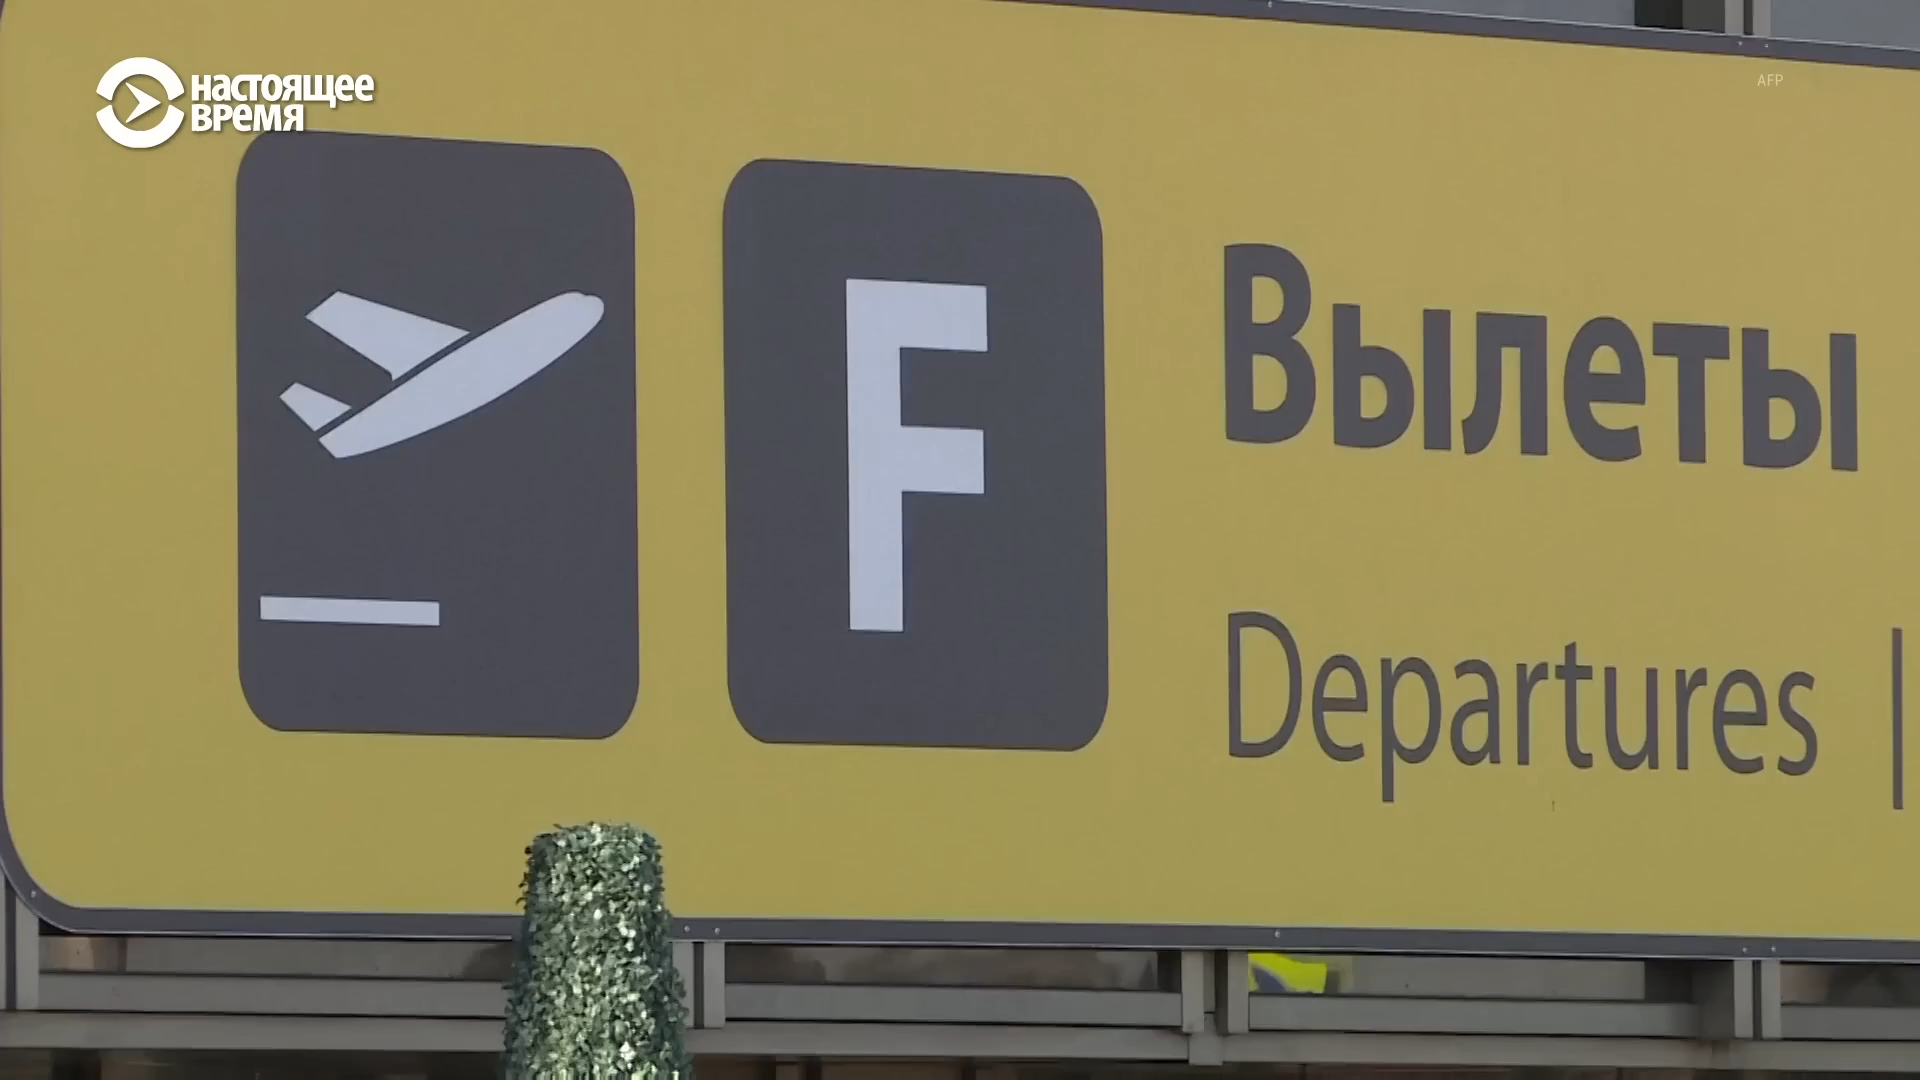 настоящее
время
AFP
F
Вылеты
Departures |